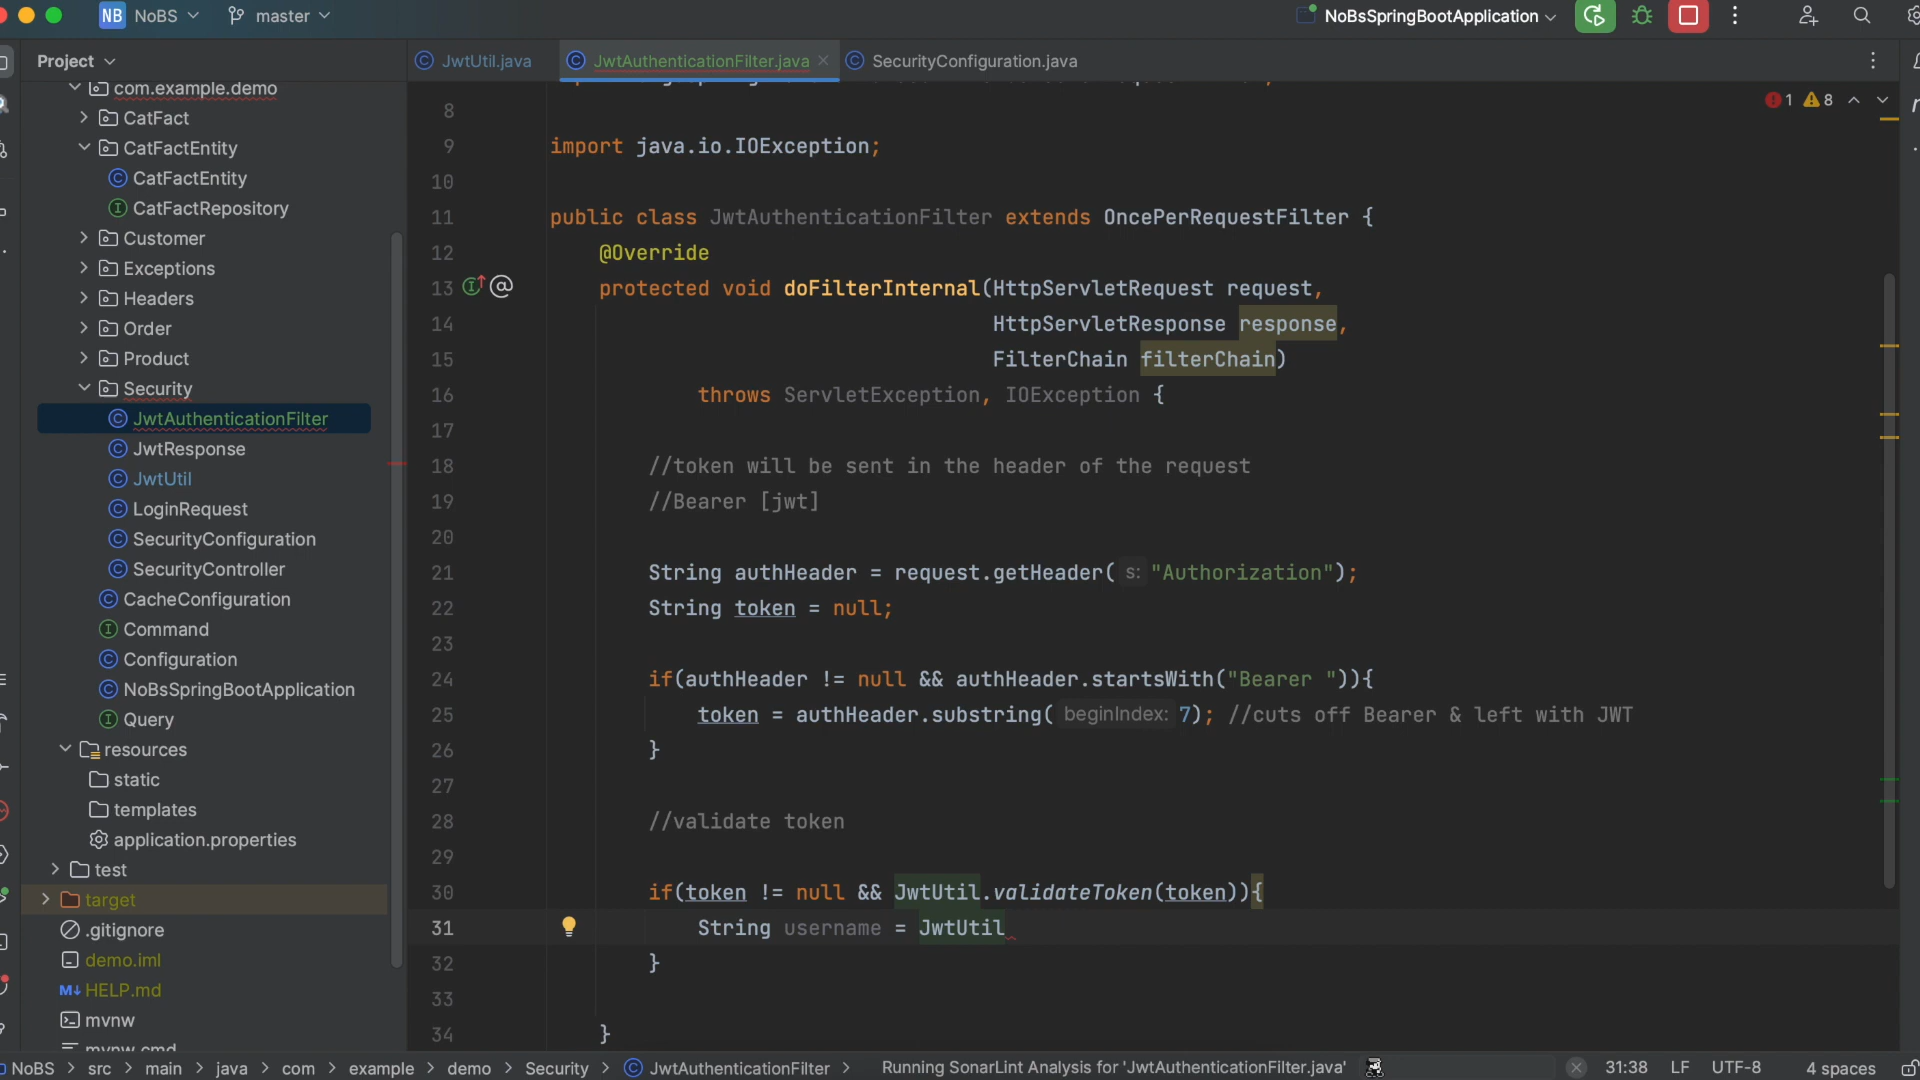 NB NoBS master NoBsSpringBootApplication
Project
JwtUtil.java JwtAuthenticationFilter.java SecurityConfiguration.java
com.example.demo
CatFact
CatFactEntity
CatFactEntity
CatFactRepository
Customer
Exceptions
Headers
Order
Product
Security
JwtAuthenticationFilter
JwtResponse
JwtUtil
LoginRequest
SecurityConfiguration
SecurityController
CacheConfiguration
Command
Configuration
NoBsSpringBootApplication
Query
resources
static
templates
application.properties
test
target
.gitignore
demo.iml
M↓ HELP.md
mvnw
mvnw.cmd
1 8
8
9 import java.io.IOException;
10
11 public class JwtAuthenticationFilter extends OncePerRequestFilter {
12 @Override
13 protected void doFilterInternal(HttpServletRequest request,
14 HttpServletResponse response,
15 FilterChain filterChain)
16 throws ServletException, IOException {
17
18 //token will be sent in the header of the request
19 //Bearer [jwt]
20
21 String authHeader = request.getHeader( s: "Authorization");
22 String token = null;
23
24 if(authHeader != null && authHeader.startsWith("Bearer ")){
25 token = authHeader.substring( beginIndex: 7); //cuts off Bearer & left with JWT
26 }
27
28 //validate token
29
30 if(token != null && JwtUtil.validateToken(token)){
31 String username = JwtUtil
32 }
33
34 }
NoBS > src > main > java > com > example > demo > Security > JwtAuthenticationFilter > Running SonarLint Analysis for 'JwtAuthenticationFilter.java' 31:38 LF UTF-8 4 spaces